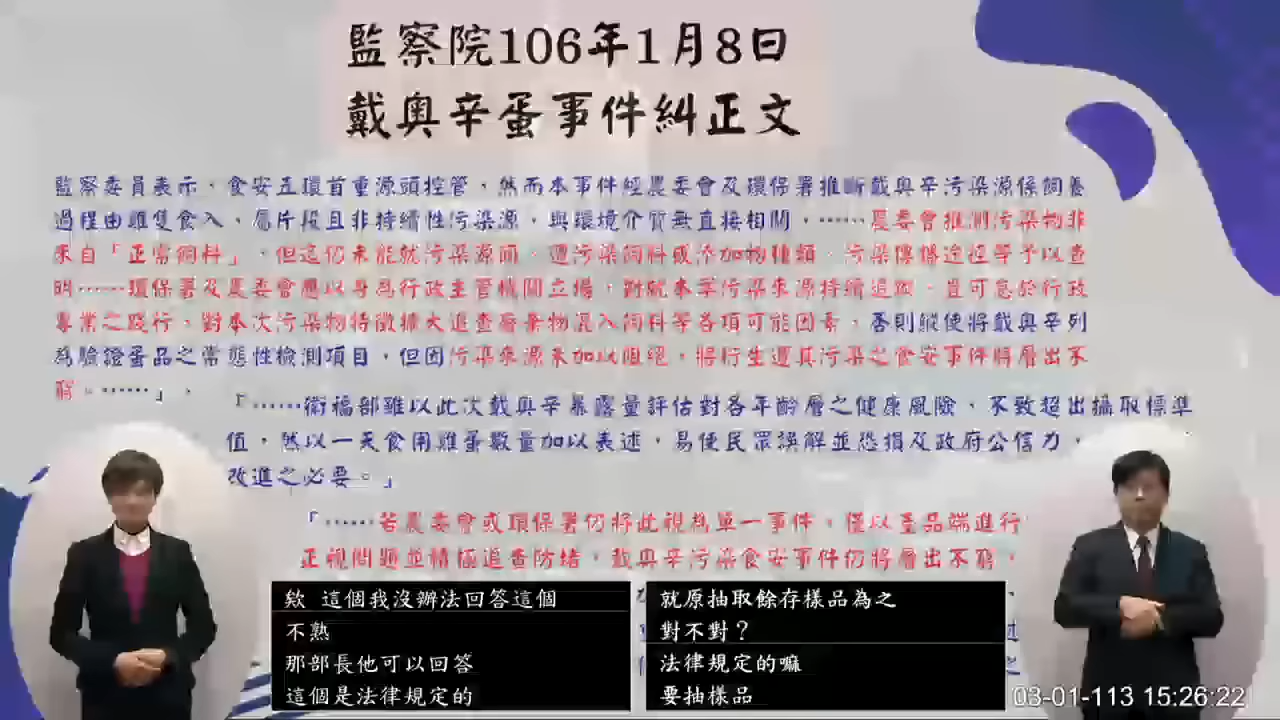 監察院106年1月8日
戴奧辛蛋事件糾正文
監察委員表示，食安五環首重源頭控管，然而本事件經農委會及環保署推斷戴奧辛污染源係飼養
過程由雞隻食入、屬片段且非持續性污染源，與環境介質無直接相關，……農委會推測污染物非
來自「正常飼料」，但這仍未能就污染源頭、遭污染飼料或添加物種類、污染傳播途徑等予以查
明……環保署及農委會應以身為行政主管機關立場，對就本案污染來源持續追與，豈可怠於行政
專業之踐行，對本次污染物特徵擴大追查廢棄物混入飼料等各項可能因素，否則縱使將戴奧辛列
為驗證蛋品之常態性檢測項目，但因污染來源未加以阻絕，將衍生遭其污染之食安事件將層出不
窮。……」、
「……衛福部雖以此次戴奧辛暴露量評估對各年齡層之健康風險、不致超出攝取標準
值，然以一天食用雞蛋數量加以表述，易使民眾誤解並恐損及政府公信力，
改進之必要。」
「……若農委會或環保署仍將此視為單一事件，僅以蛋品端進行
正視問題並積極追查防堵，戴奧辛污染食安事件仍將層出不窮，
欸 這個我沒辦法回答這個
不熟
那部長他可以回答
這個是法律規定的
就原抽取餘存樣品為之
對不對？
法律規定的嘛
要抽樣品
03-01-113 15:26:22